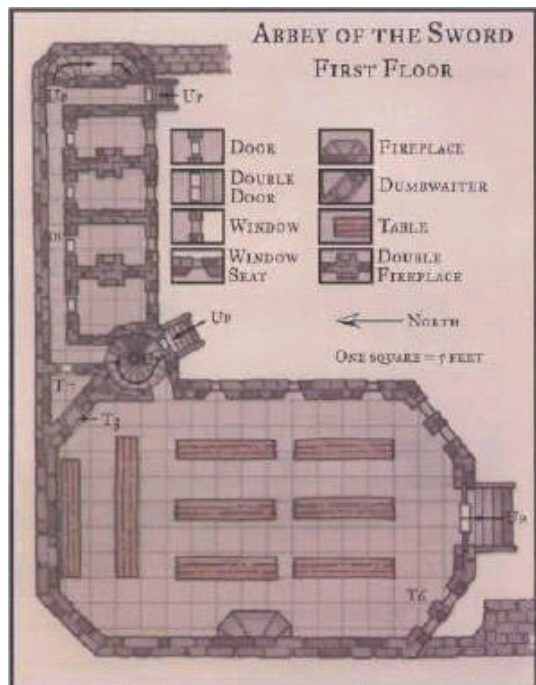 ABBEY OF THE SWORD
FIRST FLOOR
UP
UP
DOOR
FIREPLACE
DOUBLE
DOOR
DUMBWAITER
WINDOW
TABLE
WINDOW
SEAT
DOUBLE
FIREPLACE
UP
NORTH
ONE SQUARE = 5 FEET
T7
T8
UP
T6